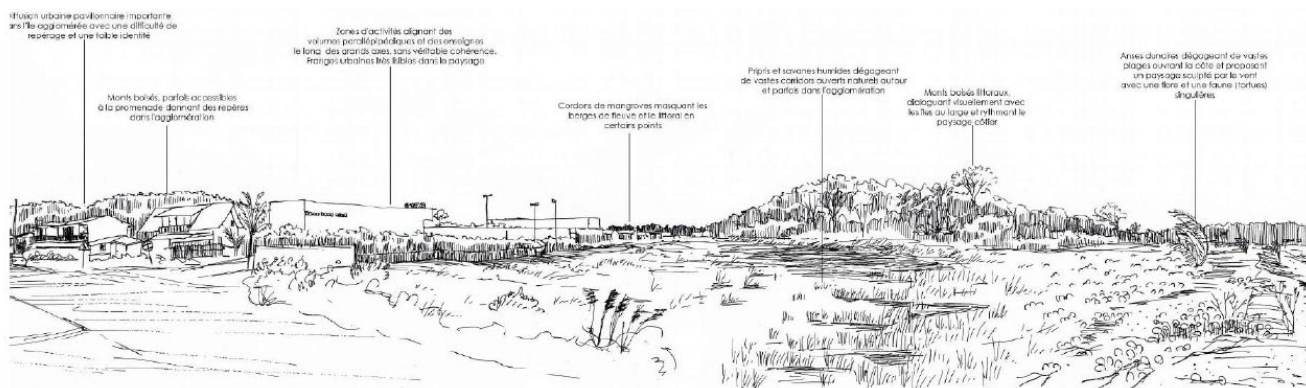 diffusion urbaine pavillonnaire importante
dans l'île agglomérée avec une difficulté de
repérage et une faible identité
Monts boisés, parfois accessibles
à la promenade donnant des repères
dans l'agglomération
Zones d'activités alignant des
volumes parallépipédiques et des enseignes
le long des grands axes, sans véritable cohérence.
Franges urbaines très lisibles dans le paysage
Cordons de mangroves masquant les
berges de fleuve et le littoral en
certains points
Pripris et savanes humides dégageant
de vastes corridors ouverts naturels autour
et parfois dans l'agglomération
Monts boisés littoraux,
dialoguant visuellement avec
les îles au large et rythmant le
paysage côtier
Anses dunaires dégageant de vastes
plages ouvrant la côte et proposant
un paysage sculpté par le vent
avec une flore et une faune (tortues)
singulières